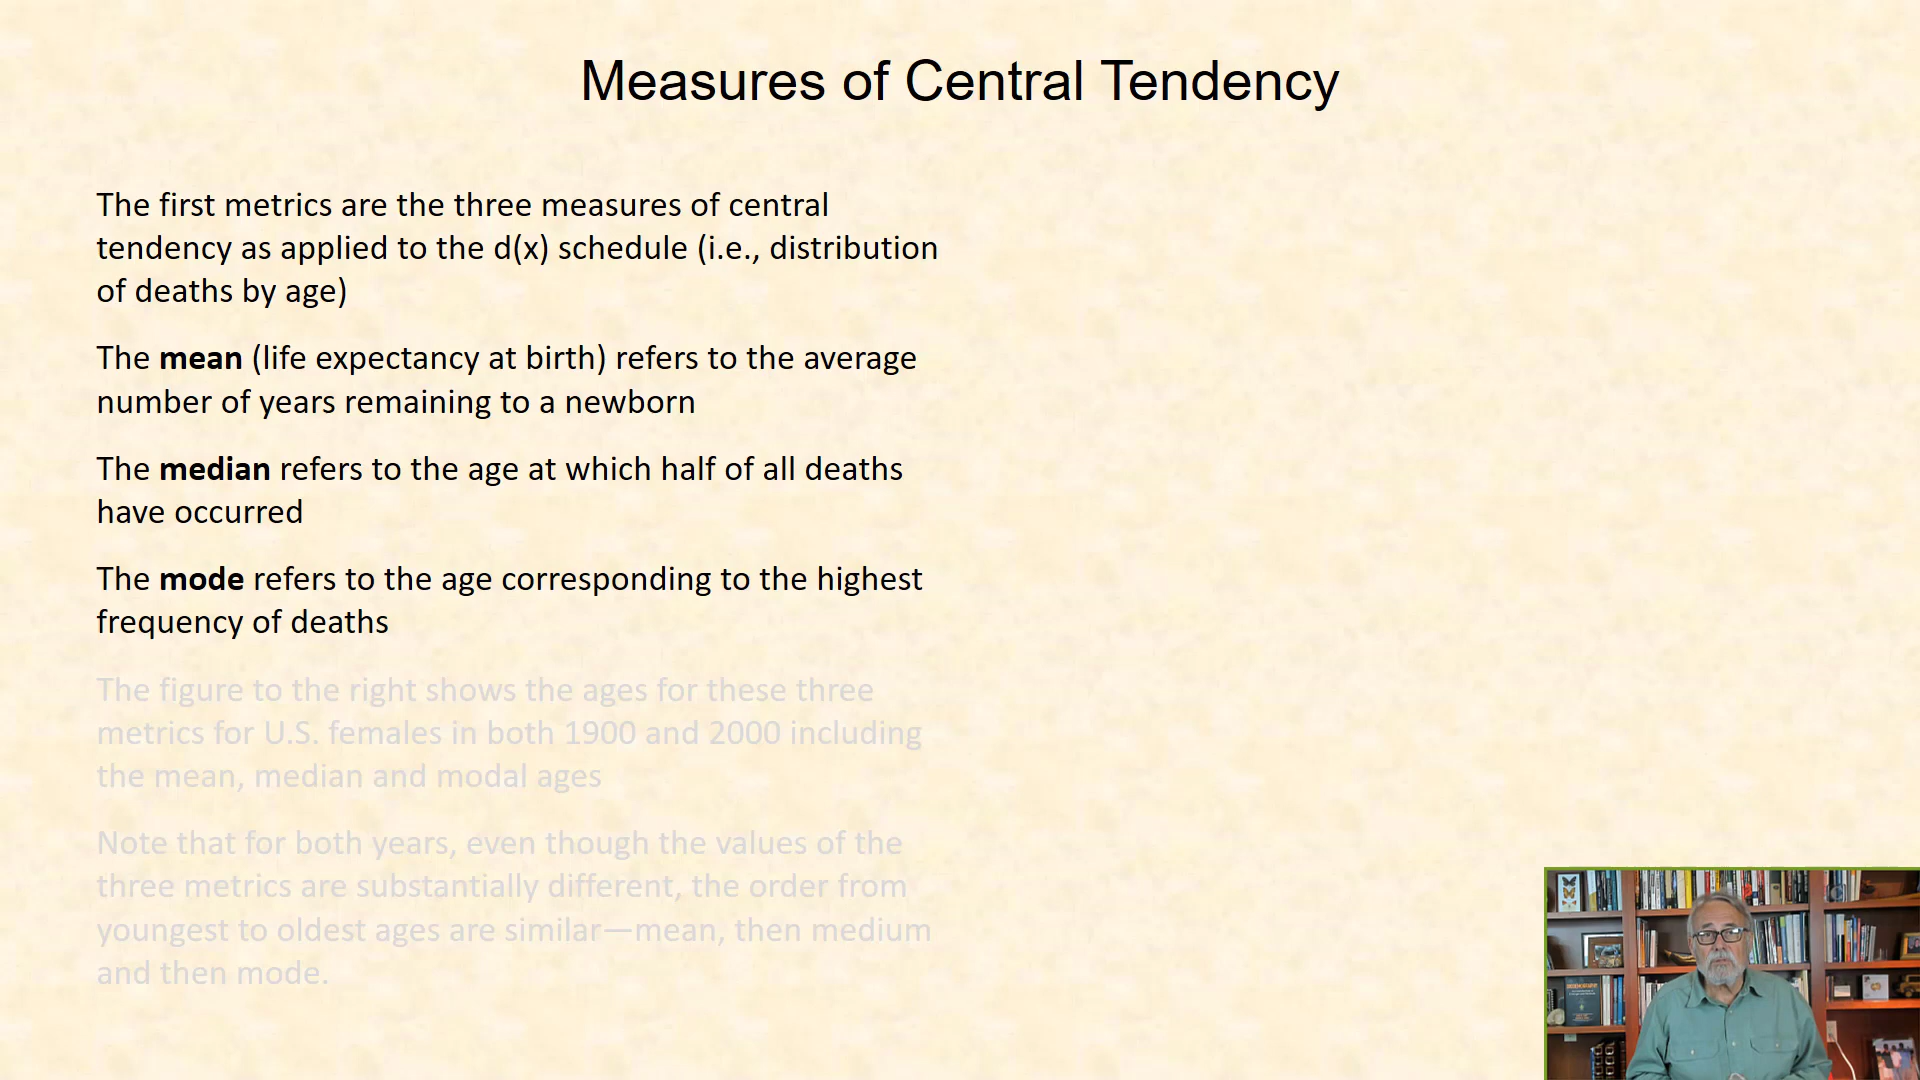 Measures of Central Tendency
The first metrics are the three measures of central
tendency as applied to the d(x) schedule (i.e., distribution
of deaths by age)
The mean (life expectancy at birth) refers to the average
number of years remaining to a newborn
The median refers to the age at which half of all deaths
have occurred
The mode refers to the age corresponding to the highest
frequency of deaths
The figure to the right shows the ages for these three
metrics for U.S. females in both 1900 and 2000 including
the mean, median and modal ages
Note that for both years, even though the values of the
three metrics are substantially different, the order from
youngest to oldest ages are similar—mean, then medium
and then mode.